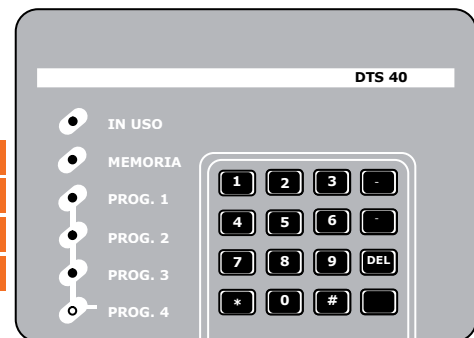 DTS 40
IN USO
MEMORIA
PROG. 1
PROG. 2
PROG. 3
PROG. 4
1 2 3 -
4 5 6 -
7 8 9 DEL
* 0 #